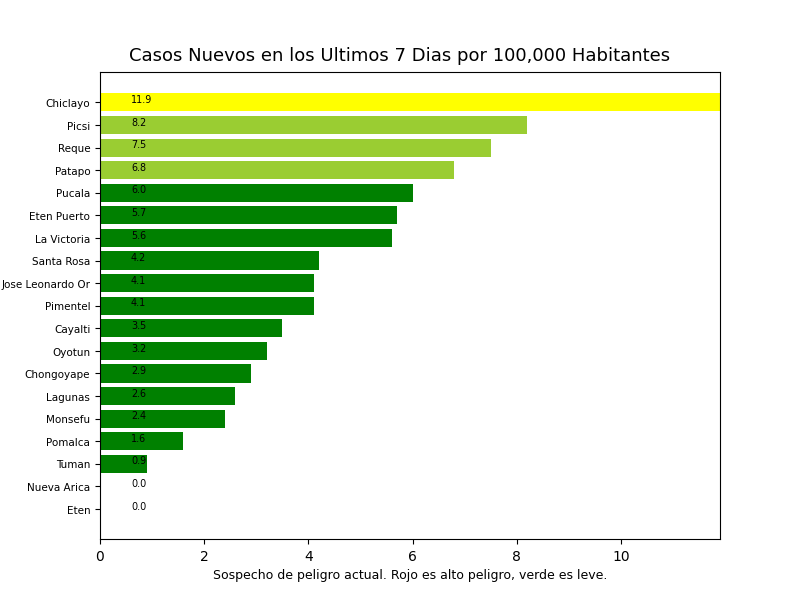 Casos Nuevos en los Ultimos 7 Dias por 100,000 Habitantes
Chiclayo 11.9
Picsi 8.2
Reque 7.5
Patapo 6.8
Pucala 6.0
Eten Puerto 5.7
La Victoria 5.6
Santa Rosa 4.2
Jose Leonardo Or 4.1
Pimentel 4.1
Cayalti 3.5
Oyotun 3.2
Chongoyape 2.9
Lagunas 2.6
Monsefu 2.4
Pomalca 1.6
Tuman 0.9
Nueva Arica 0.0
Eten 0.0
0 2 4 6 8 10
Sospecho de peligro actual. Rojo es alto peligro, verde es leve.